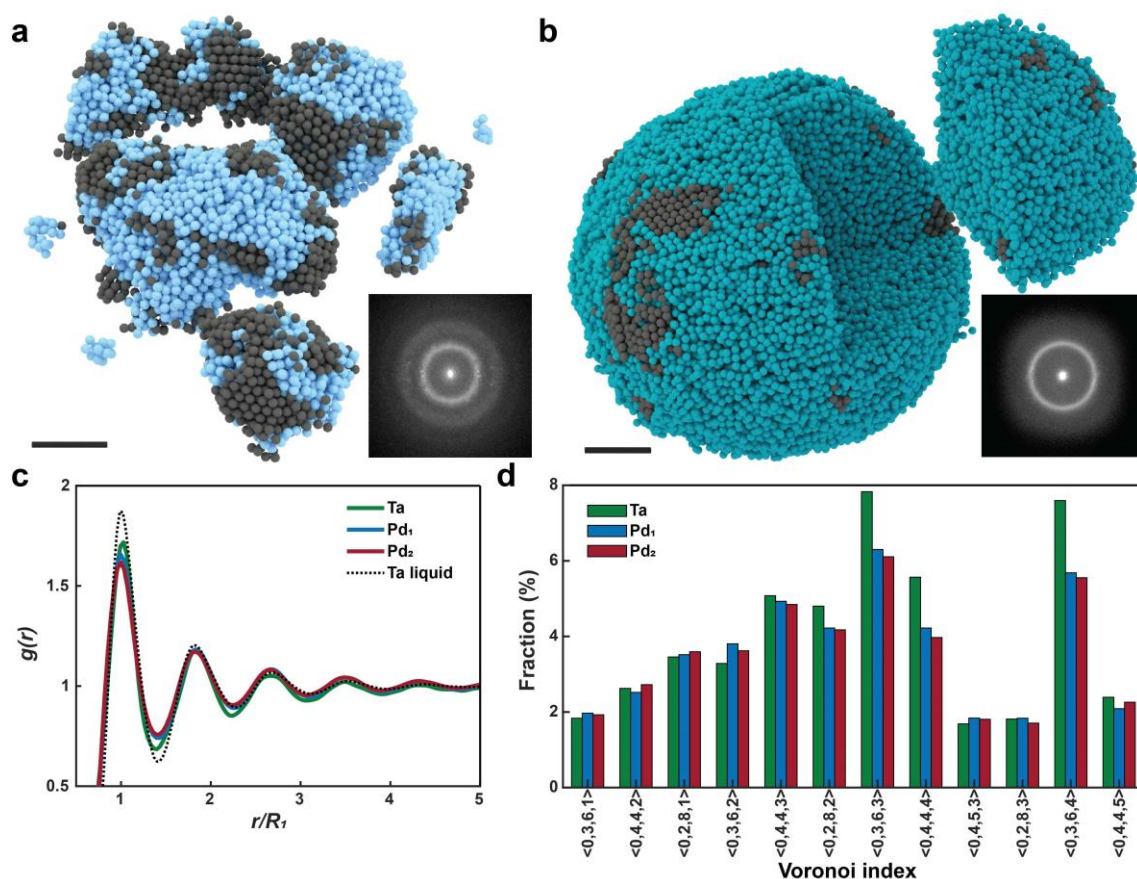 a
b
c
2
1.5
1
0.5
g(r)
Ta
Pd₁
Pd₂
Ta liquid
1
2
3
4
5
r/R₁
d
8
6
4
2
0
Fraction (%)
Ta
Pd₁
Pd₂
<0,3,6,1>
<0,4,4,2>
<0,2,8,1>
<0,3,6,2>
<0,4,4,3>
<0,2,8,2>
<0,3,6,3>
<0,4,4,4>
<0,4,5,3>
<0,2,8,3>
<0,3,6,4>
<0,4,4,5>
Voronoi index